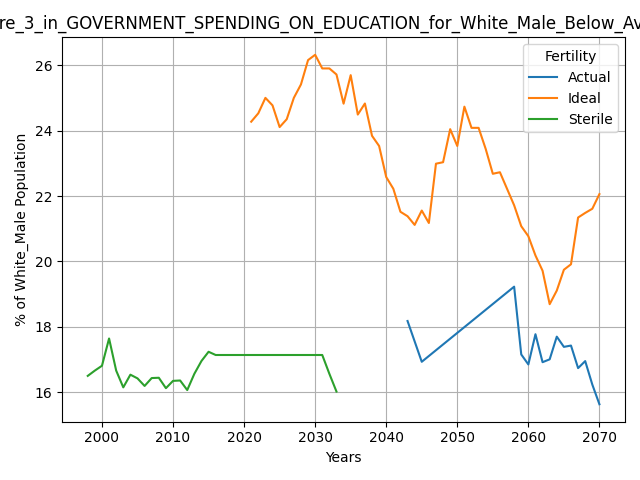 re_3_in_GOVERNMENT_SPENDING_ON_EDUCATION_for_White_Male_Below_Av
Fertility
Actual
Ideal
Sterile
% of White_Male Population
26
24
22
20
18
16
2000 2010 2020 2030 2040 2050 2060 2070
Years